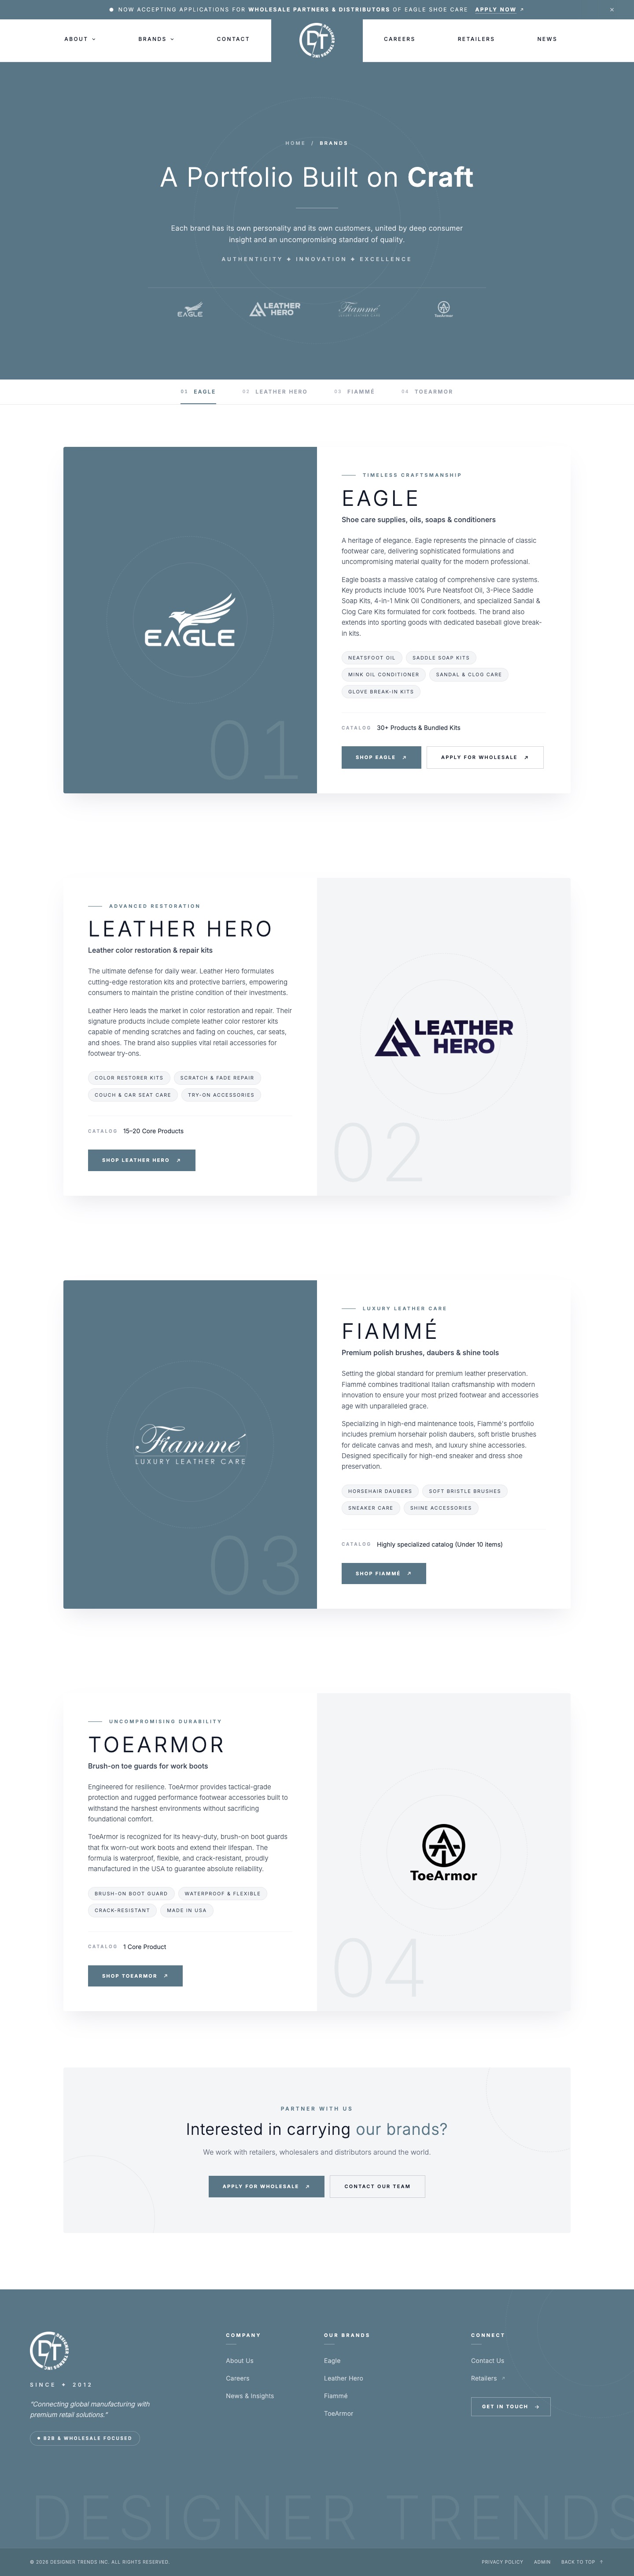 NOW ACCEPTING APPLICATIONS FOR WHOLESALE PARTNERS & DISTRIBUTORS OF EAGLE SHOE CARE APPLY NOW ↗ ×
ABOUT BRANDS CONTACT DT CAREERS RETAILERS NEWS
HOME / BRANDS
A Portfolio Built on Craft
Each brand has its own personality and its own customers, united by deep consumer
insight and an uncompromising standard of quality.
AUTHENTICITY ✦ INNOVATION ✦ EXCELLENCE
EAGLE LEATHER HERO Fiammé LUXURY LEATHER CARE ToeArmor
01 EAGLE 02 LEATHER HERO 03 FIAMMÉ 04 TOEARMOR
EAGLE
01
TIMELESS CRAFTSMANSHIP
EAGLE
Shoe care supplies, oils, soaps & conditioners
A heritage of elegance. Eagle represents the pinnacle of classic
footwear care, delivering sophisticated formulations and
uncompromising material quality for the modern professional.
Eagle boasts a massive catalog of comprehensive care systems.
Key products include 100% Pure Neatsfoot Oil, 3-Piece Saddle
Soap Kits, 4-in-1 Mink Oil Conditioners, and specialized Sandal &
Clog Care Kits formulated for cork footbeds. The brand also
extends into sporting goods with dedicated baseball glove break-
in kits.
NEATSFOOT OIL SADDLE SOAP KITS
MINK OIL CONDITIONER SANDAL & CLOG CARE
GLOVE BREAK-IN KITS
CATALOG 30+ Products & Bundled Kits
SHOP EAGLE ↗ APPLY FOR WHOLESALE ↗
ADVANCED RESTORATION
LEATHER HERO
Leather color restoration & repair kits
The ultimate defense for daily wear. Leather Hero formulates
cutting-edge restoration kits and protective barriers, empowering
consumers to maintain the pristine condition of their investments.
Leather Hero leads the market in color restoration and repair. Their
signature products include complete leather color restorer kits
capable of mending scratches and fading on couches, car seats,
and shoes. The brand also supplies vital retail accessories for
footwear try-ons.
COLOR RESTORER KITS SCRATCH & FADE REPAIR
COUCH & CAR SEAT CARE TRY-ON ACCESSORIES
CATALOG 15–20 Core Products
SHOP LEATHER HERO ↗
LEATHER
HERO
02
Fiammé
LUXURY LEATHER CARE
03
LUXURY LEATHER CARE
FIAMMÉ
Premium polish brushes, daubers & shine tools
Setting the global standard for premium leather preservation.
Fiammé combines traditional Italian craftsmanship with modern
innovation to ensure your most prized footwear and accessories
age with unparalleled grace.
Specializing in high-end maintenance tools, Fiammé's portfolio
includes premium horsehair polish daubers, soft bristle brushes
for delicate canvas and mesh, and luxury shine accessories.
Designed specifically for high-end sneaker and dress shoe
preservation.
HORSEHAIR DAUBERS SOFT BRISTLE BRUSHES
SNEAKER CARE SHINE ACCESSORIES
CATALOG Highly specialized catalog (Under 10 items)
SHOP FIAMMÉ ↗
UNCOMPROMISING DURABILITY
TOEARMOR
Brush-on toe guards for work boots
Engineered for resilience. ToeArmor provides tactical-grade
protection and rugged performance footwear accessories built to
withstand the harshest environments without sacrificing
foundational comfort.
ToeArmor is recognized for its heavy-duty, brush-on boot guards
that fix worn-out work boots and extend their lifespan. The
formula is waterproof, flexible, and crack-resistant, proudly
manufactured in the USA to guarantee absolute reliability.
BRUSH-ON BOOT GUARD WATERPROOF & FLEXIBLE
CRACK-RESISTANT MADE IN USA
CATALOG 1 Core Product
SHOP TOEARMOR ↗
ToeArmor
04
PARTNER WITH US
Interested in carrying our brands?
We work with retailers, wholesalers and distributors around the world.
APPLY FOR WHOLESALE ↗ CONTACT OUR TEAM
DT
SINCE ✦ 2012
"Connecting global manufacturing with
premium retail solutions."
B2B & WHOLESALE FOCUSED
COMPANY
About Us
Careers
News & Insights
OUR BRANDS
Eagle
Leather Hero
Fiammé
ToeArmor
CONNECT
Contact Us
Retailers ↗
GET IN TOUCH →
DESIGNER TRENDS
© 2026 DESIGNER TRENDS INC. ALL RIGHTS RESERVED. PRIVACY POLICY ADMIN BACK TO TOP ↑